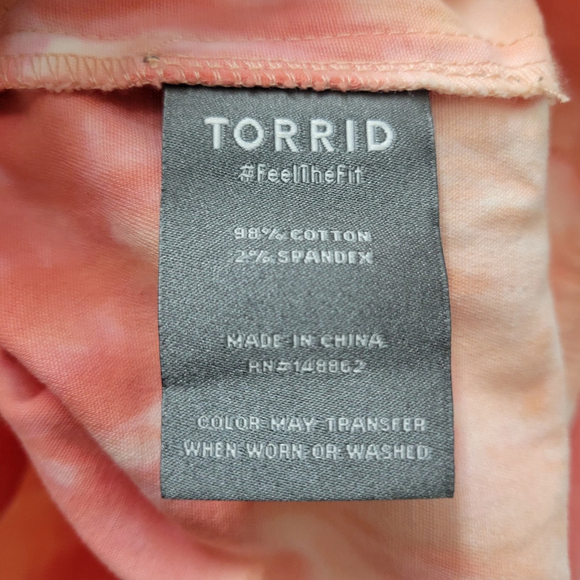 TORRID
#FeelTheFit
98% COTTON
2% SPANDEX
MADE IN CHINA
RN#148862
COLOR MAY TRANSFER
WHEN WORN OR WASHED